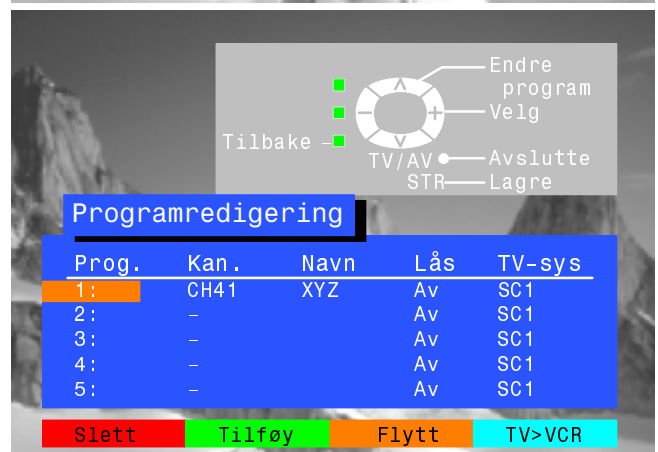 Endre
program
Velg
Tilbake
TV/AV
Avslutte
STR
Lagre
Programredigering
Prog. Kan. Navn Lås TV-sys
1: CH41 XYZ Av SC1
2: – Av SC1
3: – Av SC1
4: – Av SC1
5: – Av SC1
Slett Tilføy Flytt TV>VCR